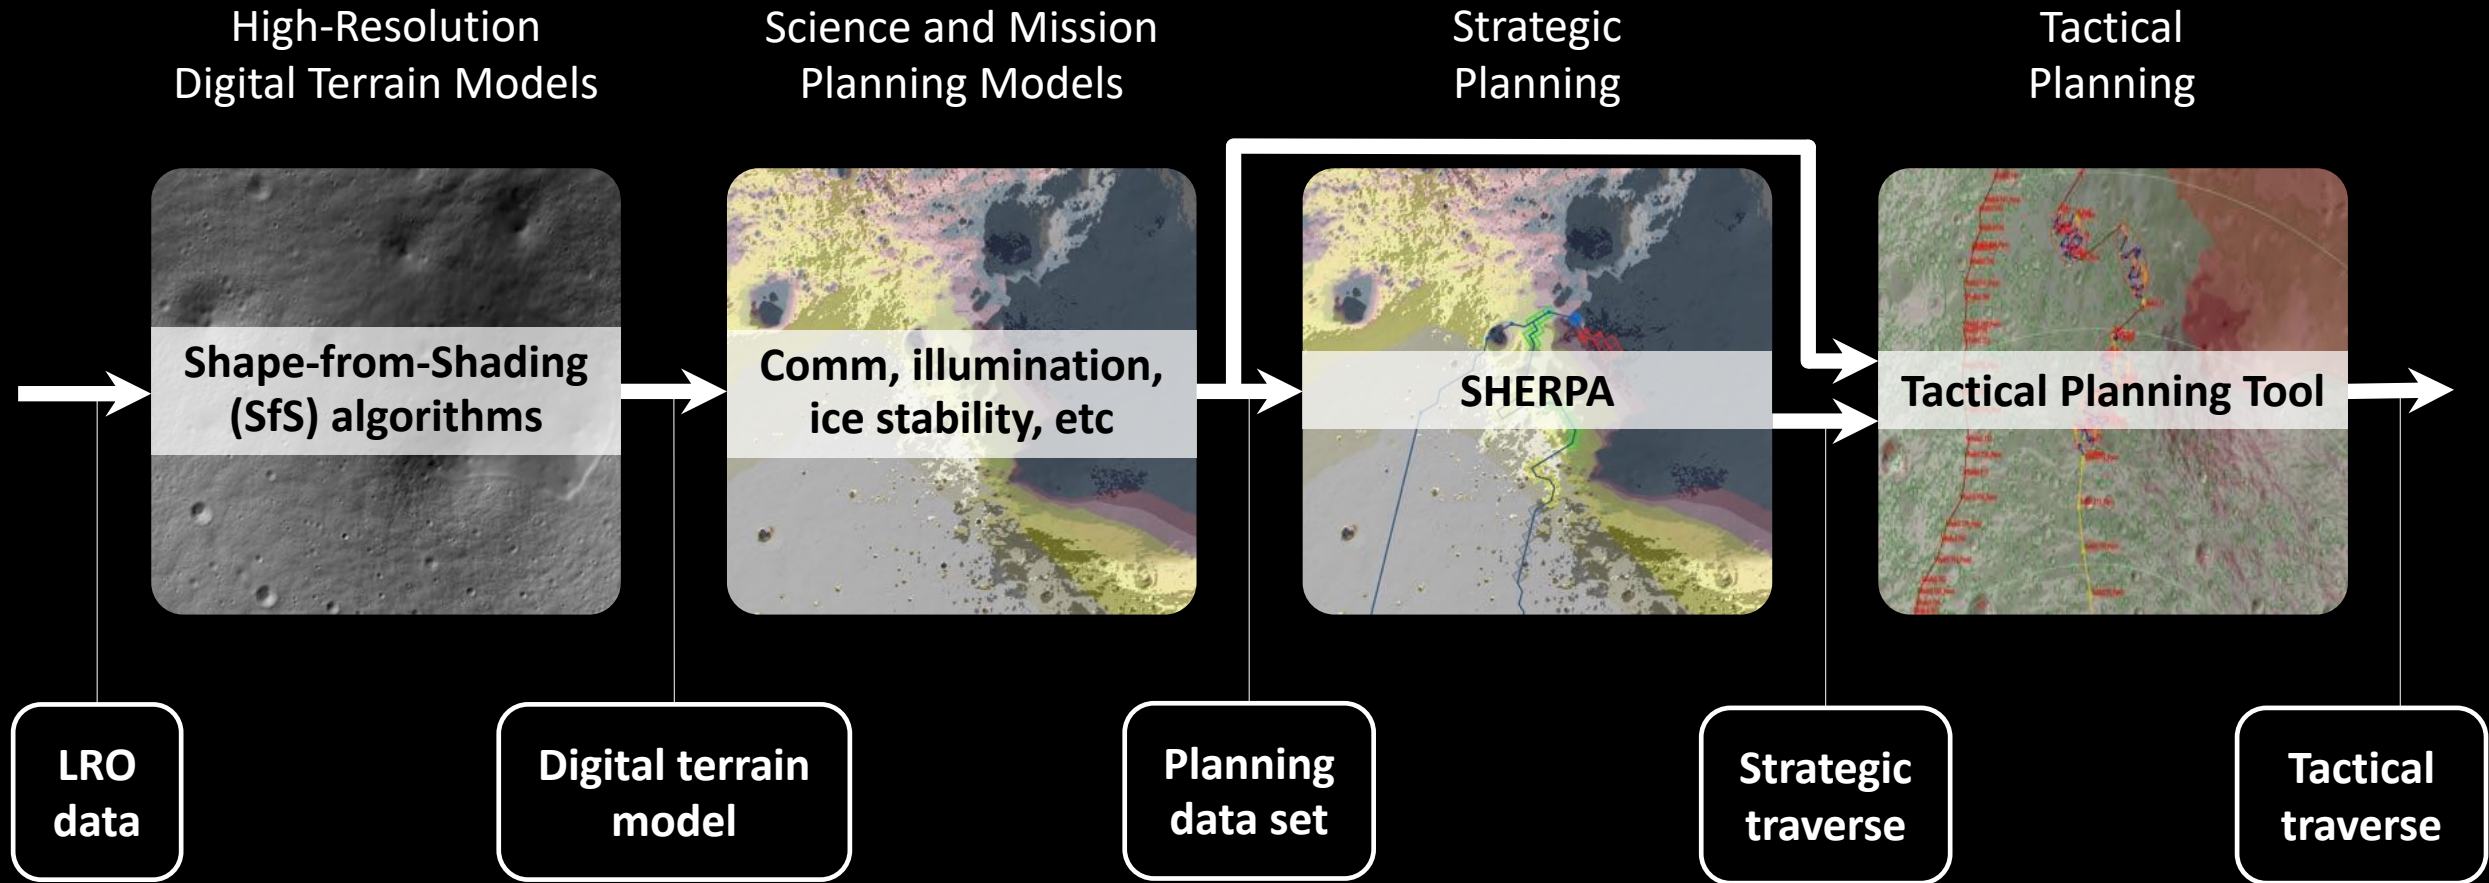 High-Resolution
Digital Terrain Models
Science and Mission
Planning Models
Strategic
Planning
Tactical
Planning
Shape-from-Shading
(SfS) algorithms
Comm, illumination,
ice stability, etc
SHERPA
Tactical Planning Tool
LRO
data
Digital terrain
model
Planning
data set
Strategic
traverse
Tactical
traverse